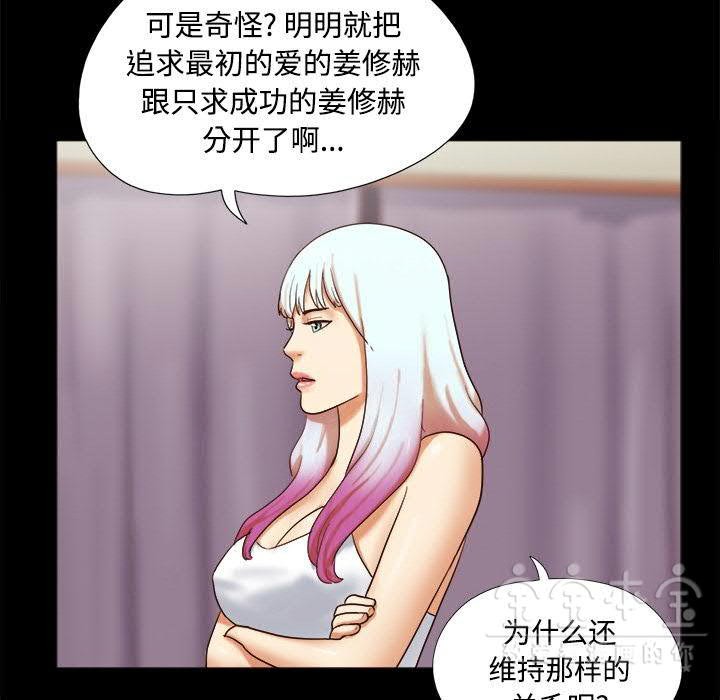 可是奇怪? 明明就把
追求最初的爱的姜修赫
跟只求成功的姜修赫
分开了啊...
为什么还
维持那样的